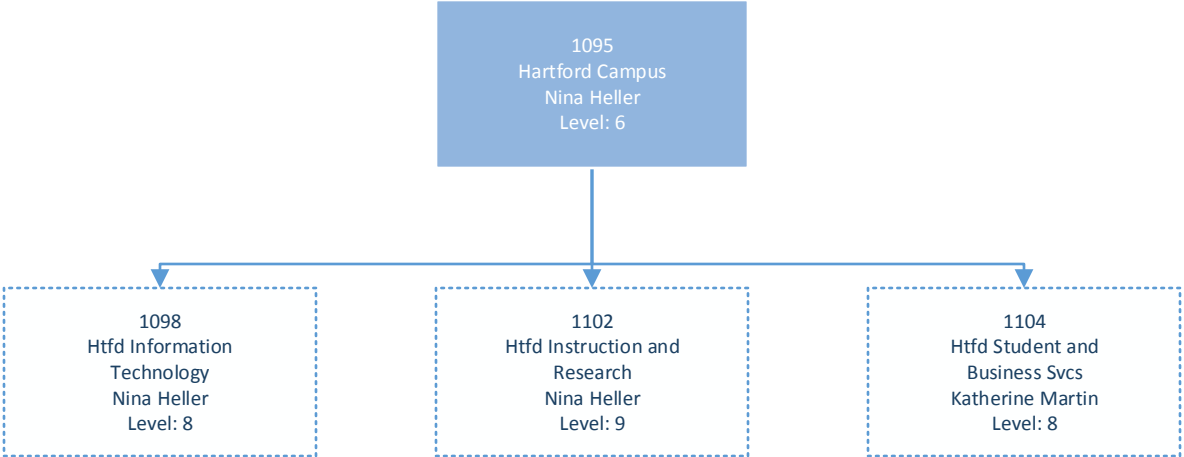 1095
Hartford Campus
Nina Heller
Level: 6
1098
Htfd Information
Technology
Nina Heller
Level: 8
1102
Htfd Instruction and
Research
Nina Heller
Level: 9
1104
Htfd Student and
Business Svcs
Katherine Martin
Level: 8